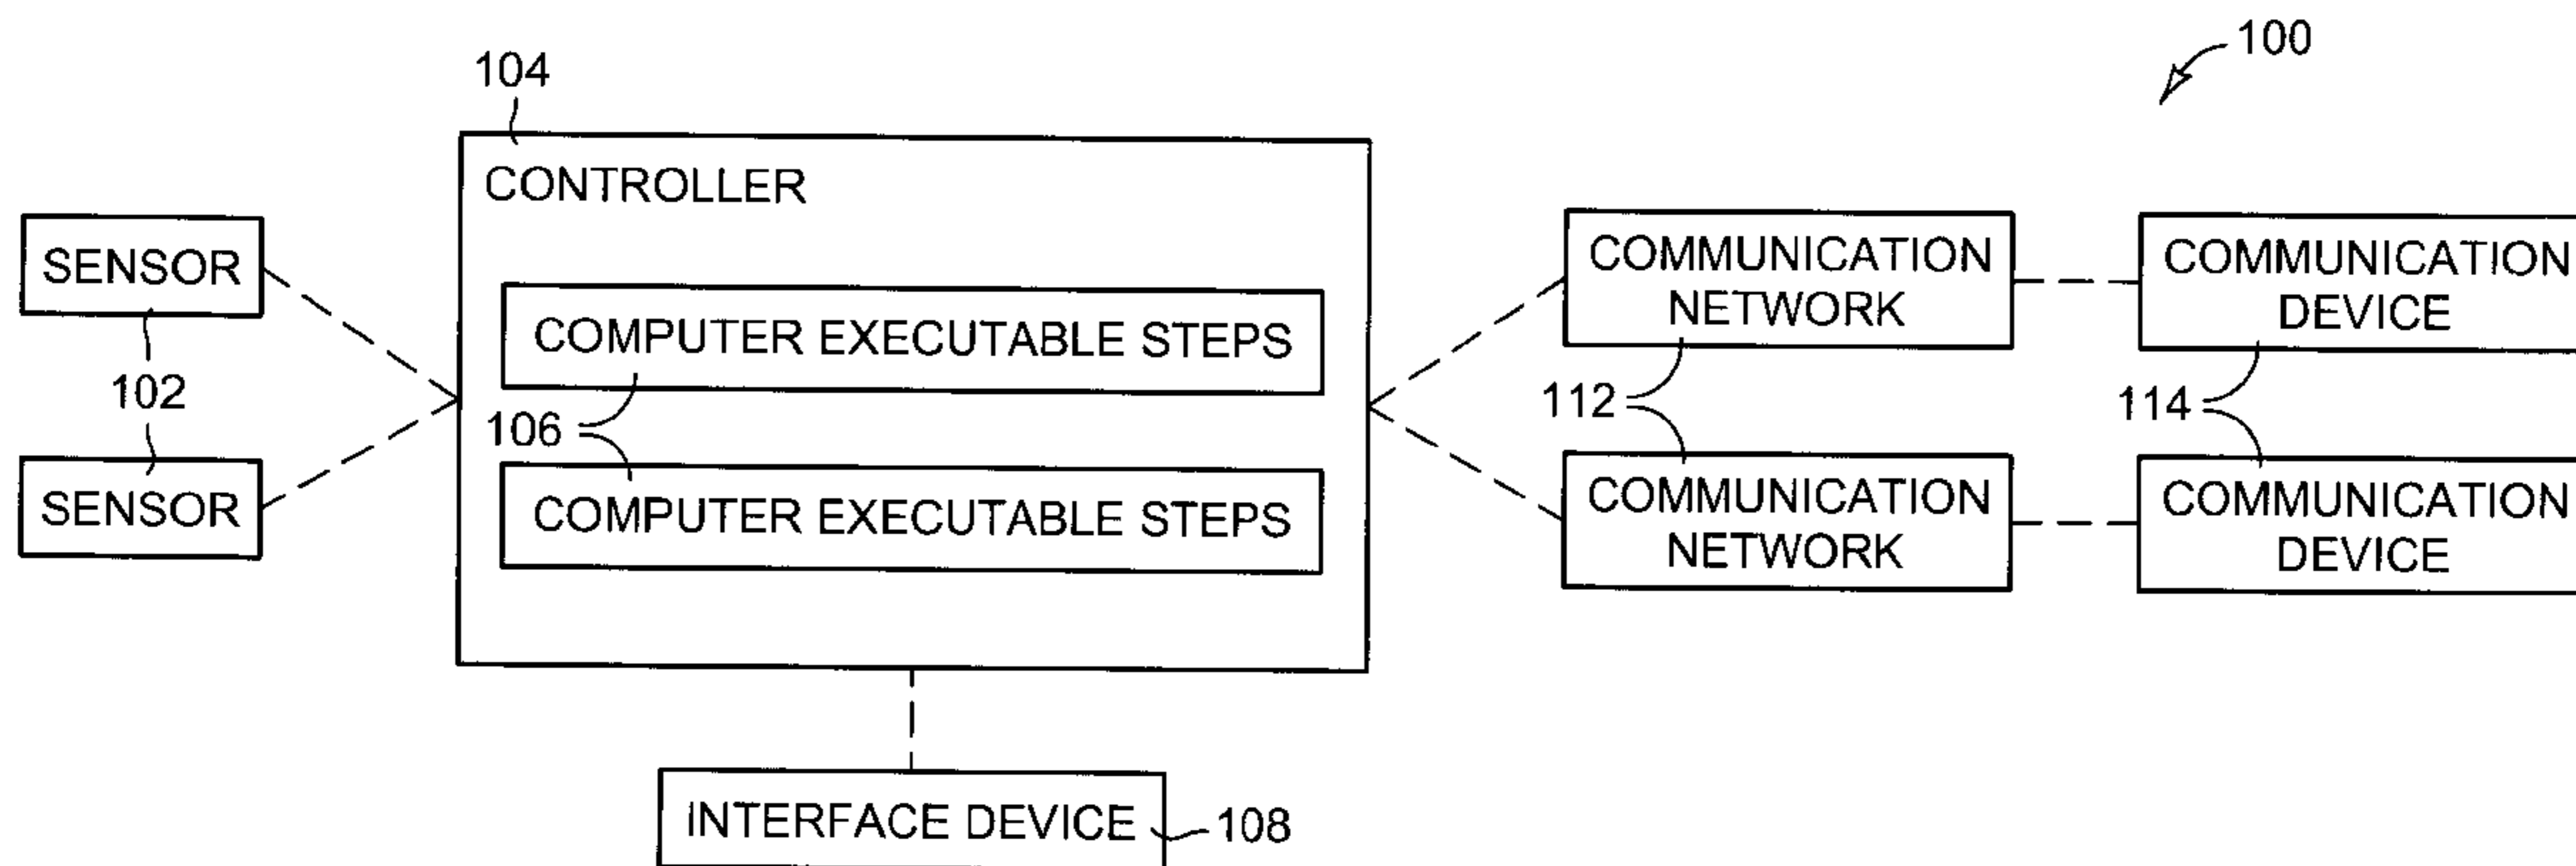 100
104
CONTROLLER
SENSOR
102
SENSOR
COMPUTER EXECUTABLE STEPS
106
COMPUTER EXECUTABLE STEPS
COMMUNICATION
NETWORK
112
COMMUNICATION
NETWORK
COMMUNICATION
DEVICE
114
COMMUNICATION
DEVICE
INTERFACE DEVICE
108